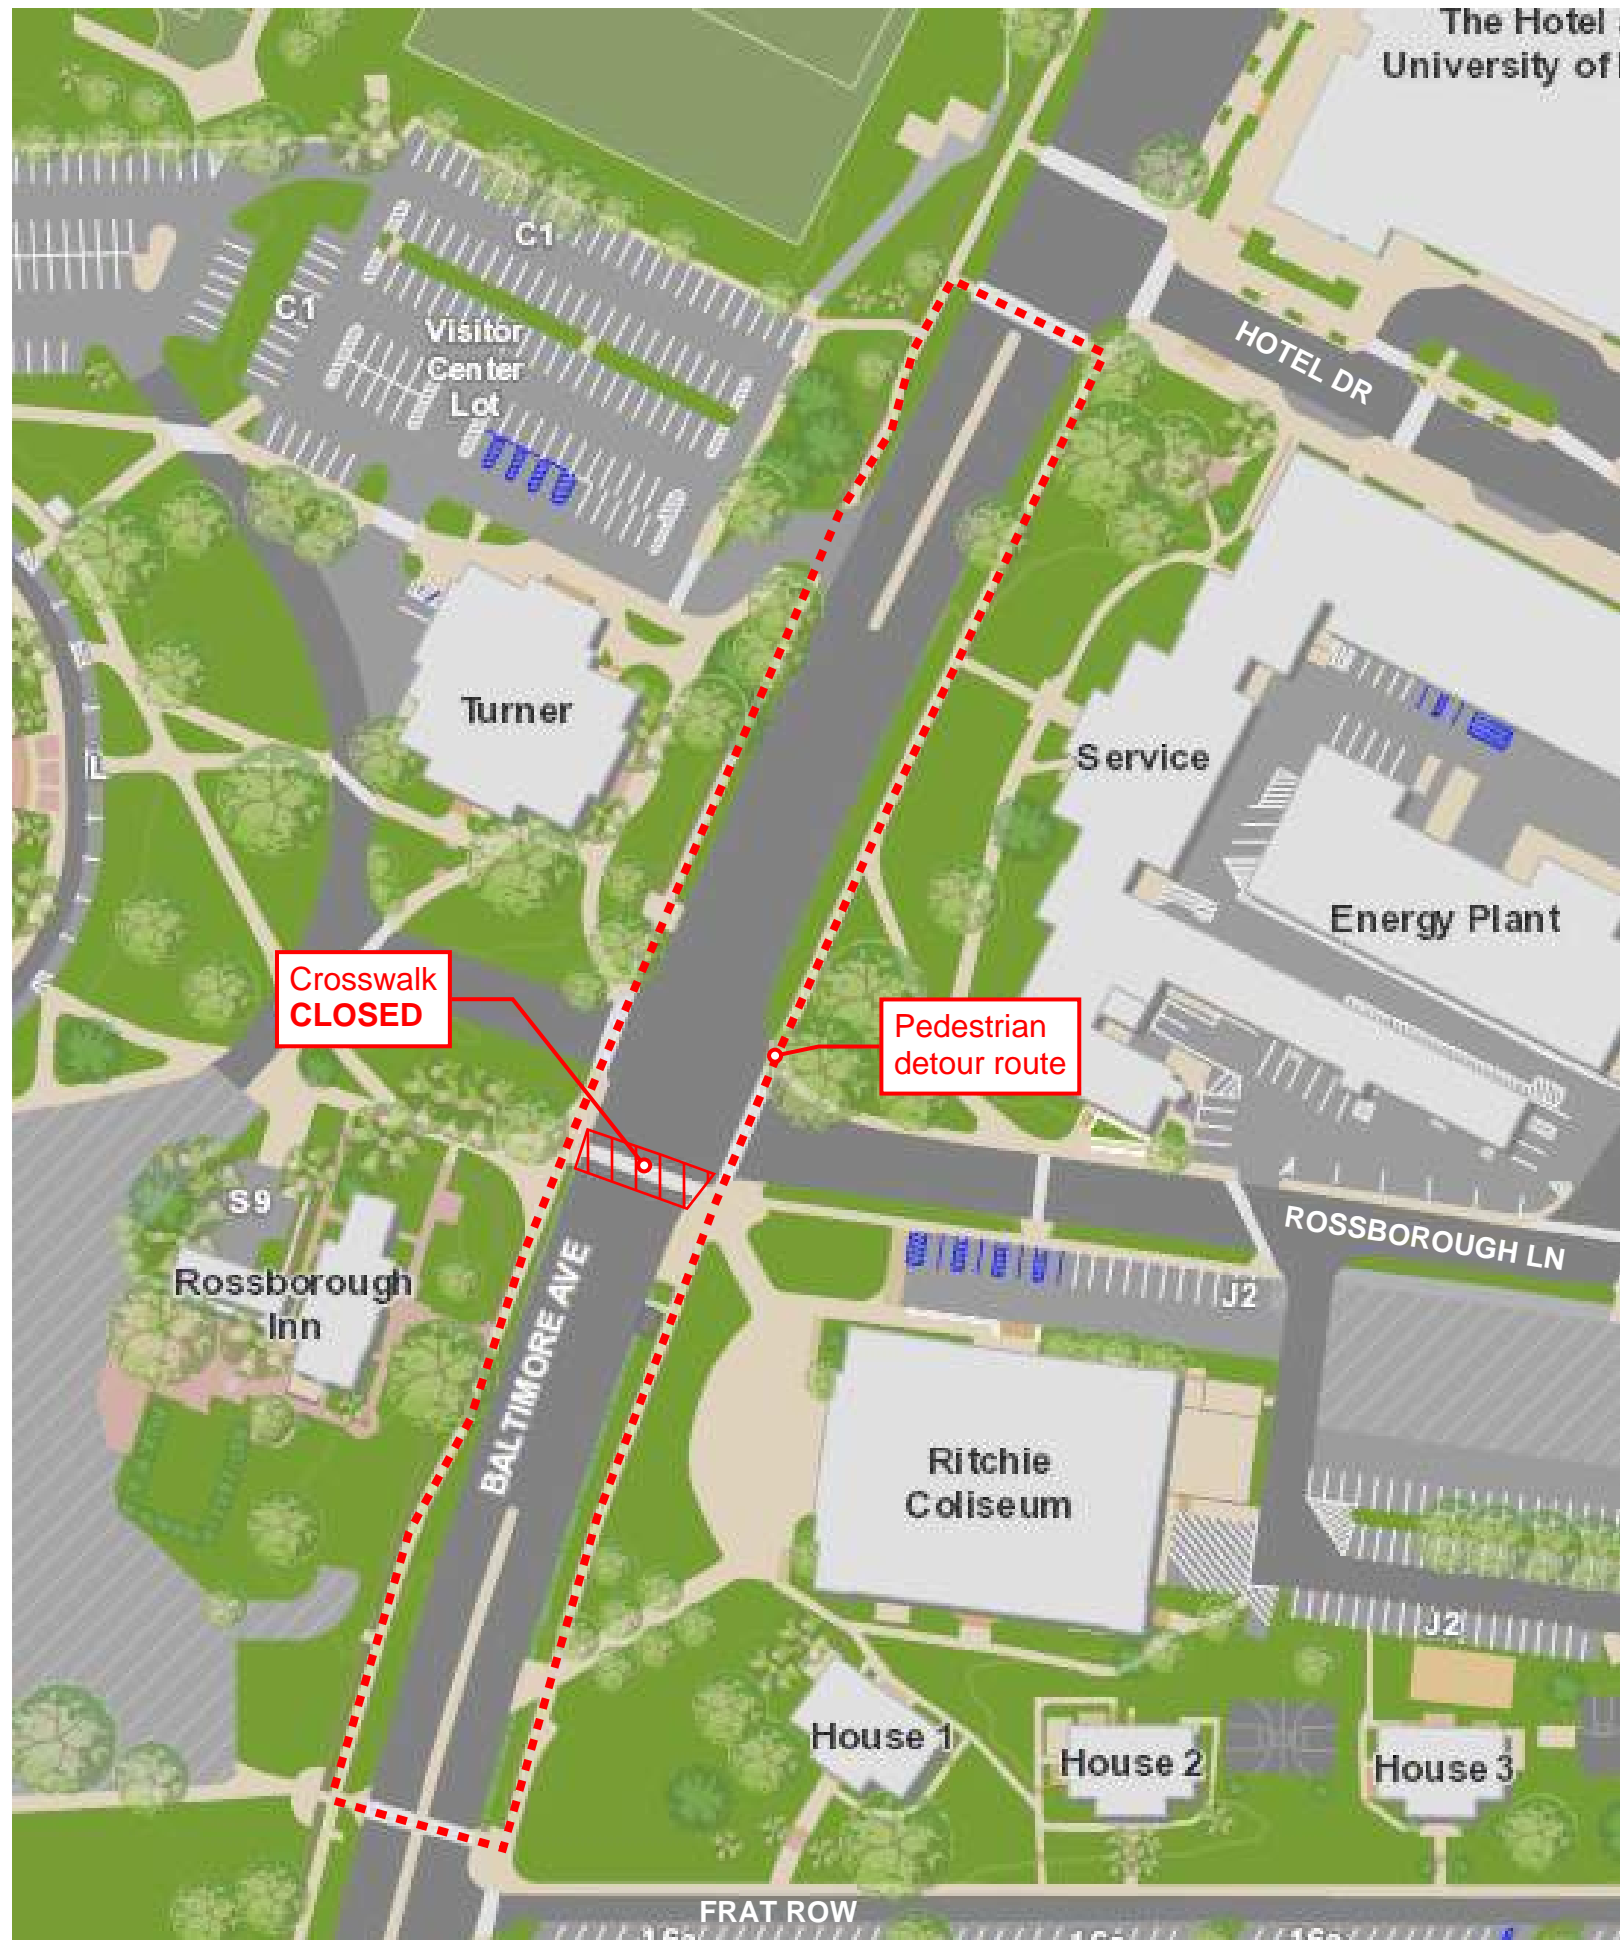 The Hotel
University of
C1
C1
Visitor
Center
Lot
HOTEL DR
Turner
Service
Energy Plant
Crosswalk
CLOSED
Pedestrian
detour route
S9
Rossborough
Inn
ROSSBOROUGH LN
J2
BALTIMORE AVE
Ritchie
Coliseum
J2
House 1
House 2
House 3
FRAT ROW